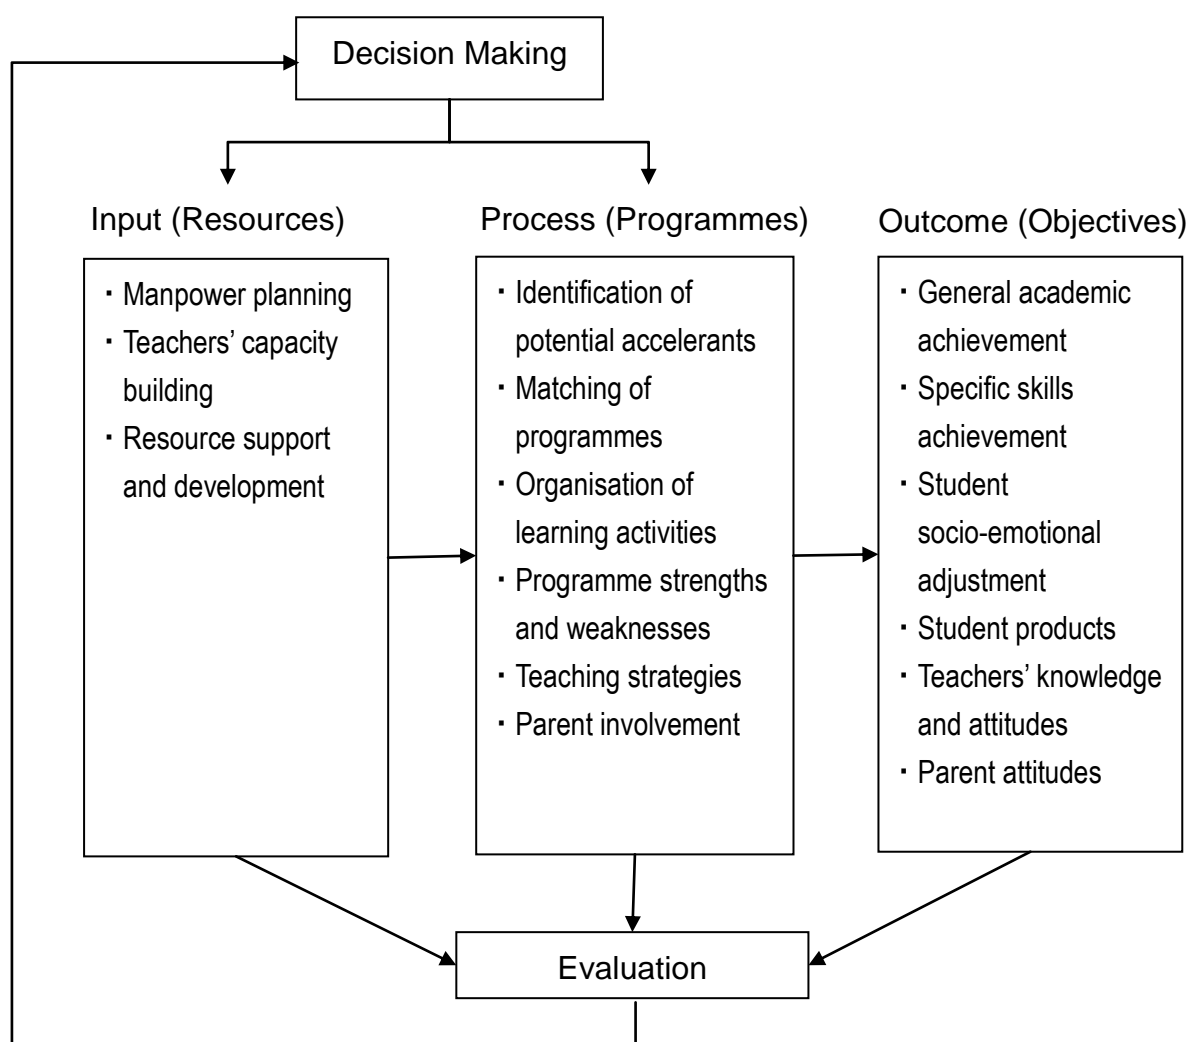 Decision Making
Input (Resources)
・Manpower planning
・Teachers’ capacity
building
・Resource support
and development
Process (Programmes)
・Identification of
potential accelerants
・Matching of
programmes
・Organisation of
learning activities
・Programme strengths
and weaknesses
・Teaching strategies
・Parent involvement
Outcome (Objectives)
・General academic
achievement
・Specific skills
achievement
・Student
socio-emotional
adjustment
・Student products
・Teachers’ knowledge
and attitudes
・Parent attitudes
Evaluation